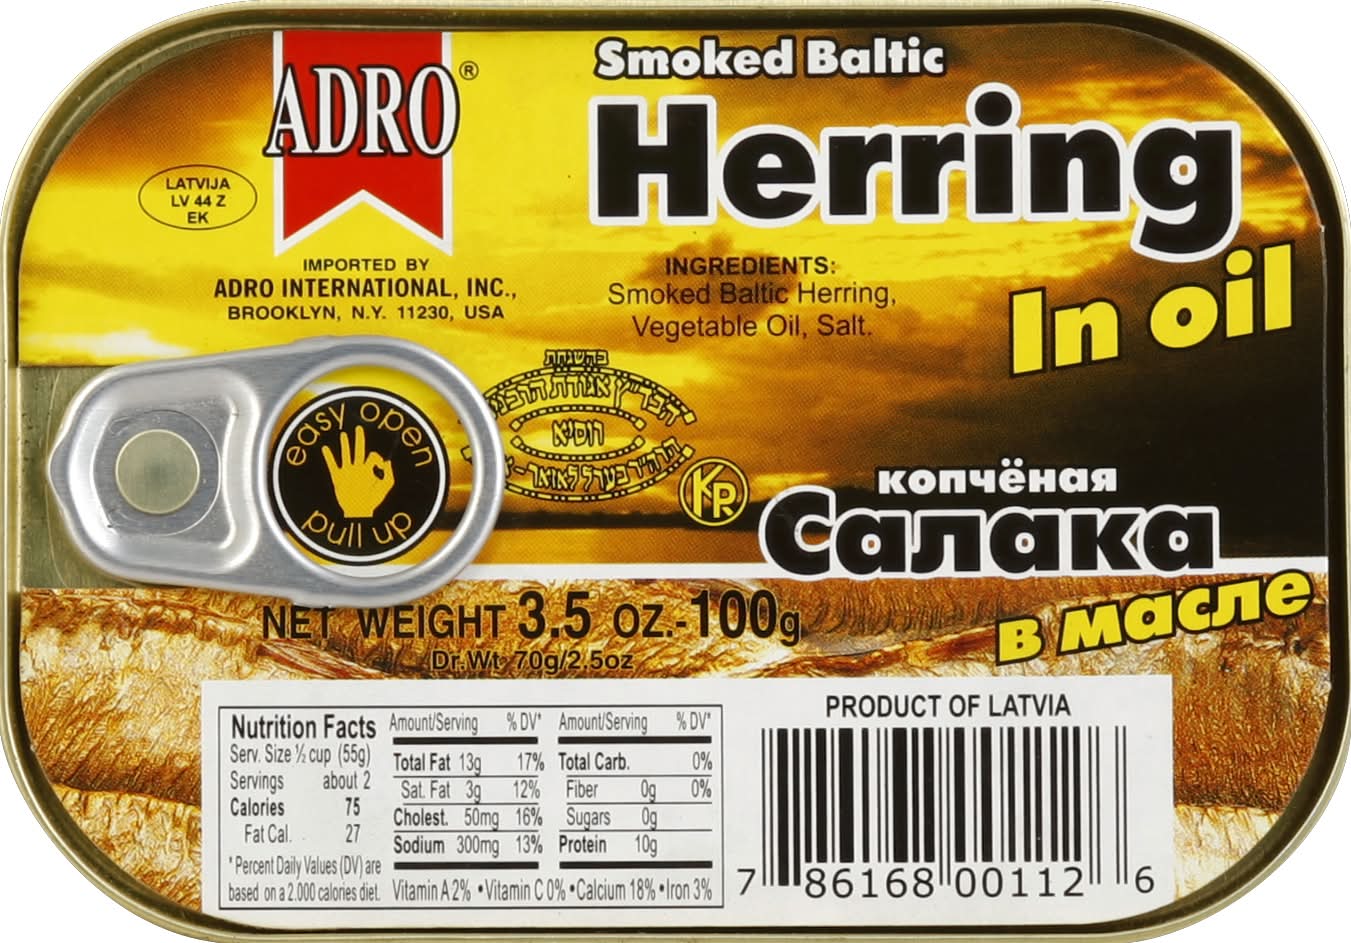 ADRO®
Smoked Baltic
Herring
In oil
LATVIJA
LV 44 Z
EK
IMPORTED BY
ADRO INTERNATIONAL, INC.,
BROOKLYN, N.Y. 11230, USA
INGREDIENTS:
Smoked Baltic Herring,
Vegetable Oil, Salt.
easy open
pull up
בהשגחת
הבד"ץ אגודת
רוסיא
KR
копчёная
Салака
в масле
NET WEIGHT 3.5 OZ.-100g
Dr.Wt. 70g/2.5oz
Nutrition Facts
Serv. Size ½ cup (55g)
Servings about 2
Calories 75
Fat Cal. 27
*Percent Daily Values (DV) are
based on a 2,000 calories diet.
Amount/Serving % DV*
Total Fat 13g 17%
Sat. Fat 3g 12%
Cholest. 50mg 16%
Sodium 300mg 13%
Amount/Serving % DV*
Total Carb. 0%
Fiber 0g 0%
Sugars 0g
Protein 10g
Vitamin A 2% • Vitamin C 0% • Calcium 18% • Iron 3%
PRODUCT OF LATVIA
7 86168 00112 6